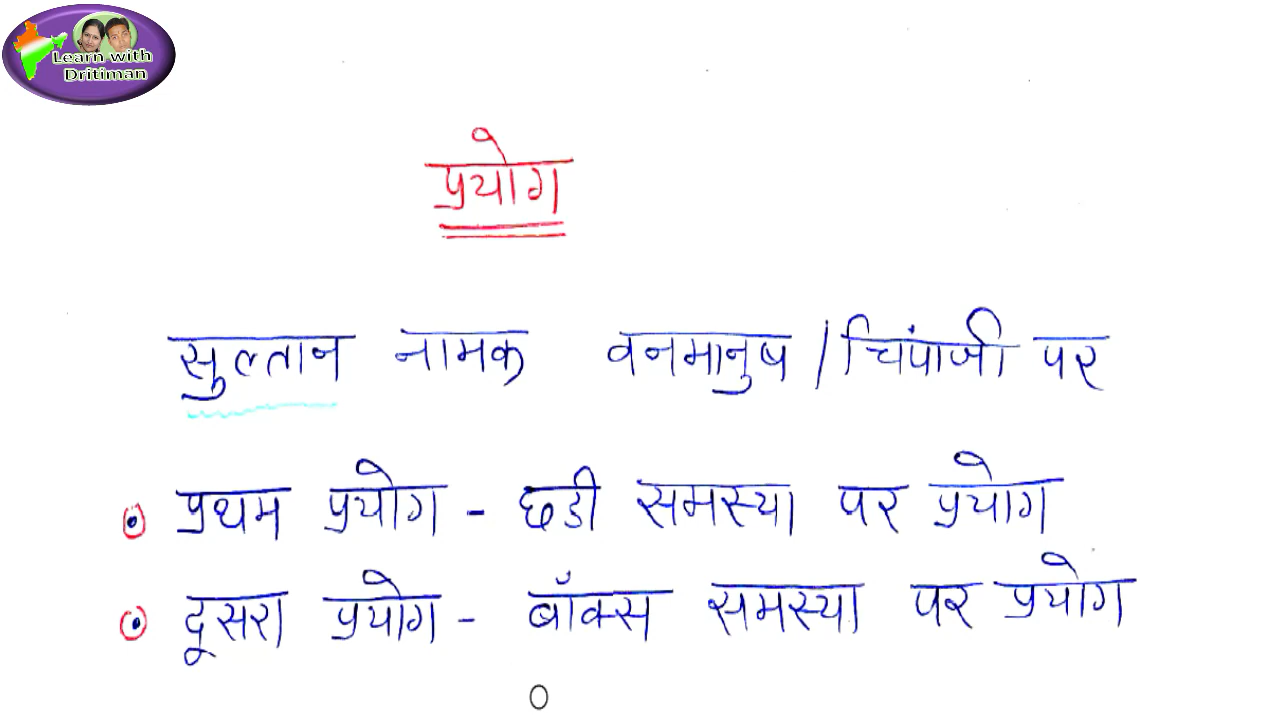 Learn with
Dritiman
प्रयोग
सुल्तान नामक वनमानुष / चिंपाजी पर
प्रथम प्रयोग - छडी समस्या पर प्रयोग
दूसरा प्रयोग - बॉक्स समस्या पर प्रयोग